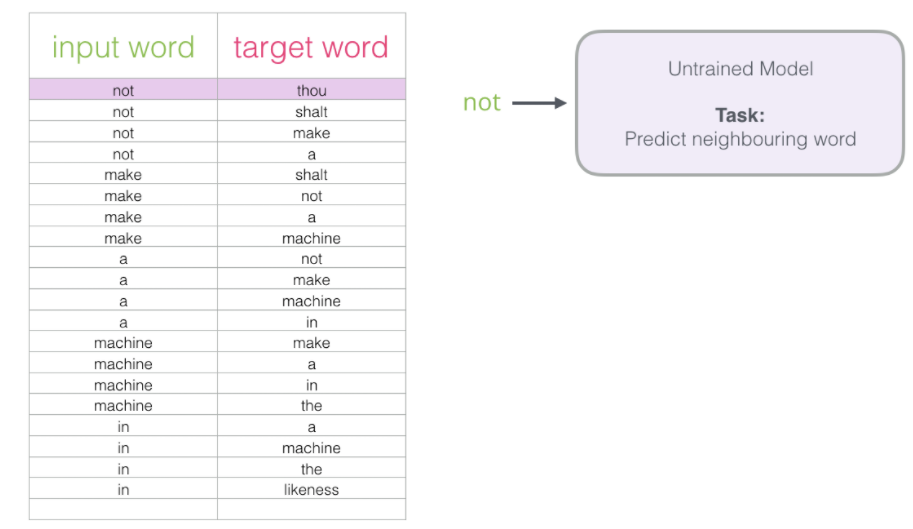 input word target word
not thou
not shalt
not make
not a
make shalt
make not
make a
make machine
a not
a make
a machine
a in
machine make
machine a
machine in
machine the
in a
in machine
in the
in likeness
not
Untrained Model
Task:
Predict neighbouring word